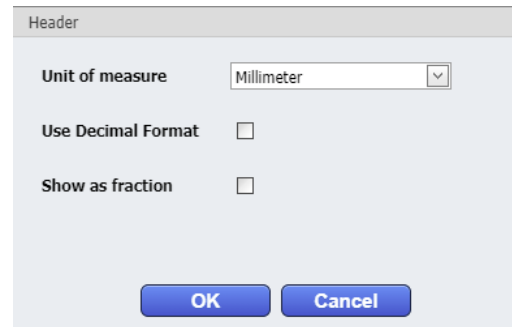 Header
Unit of measure Millimeter
Use Decimal Format
Show as fraction
OK Cancel